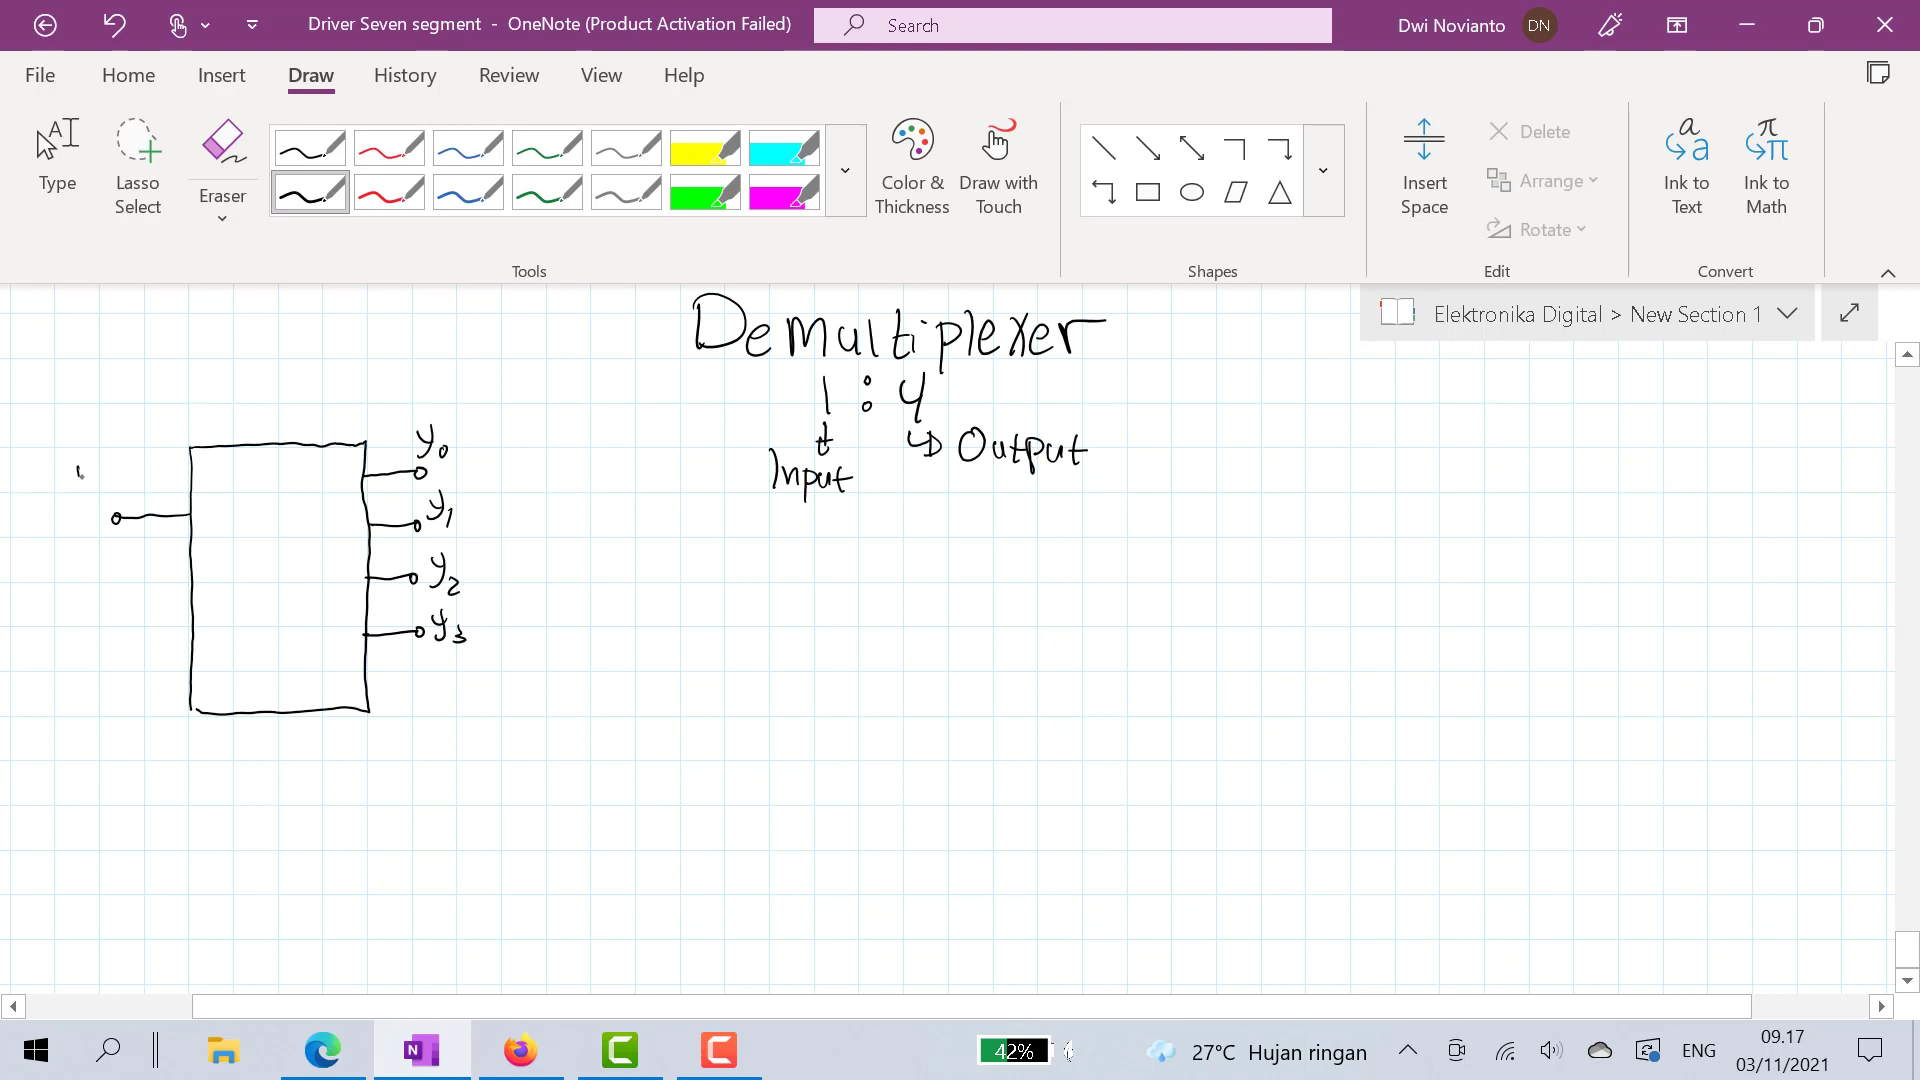 Driver Seven segment - OneNote (Product Activation Failed)
Search
Dwi Novianto
DN
File
Home
Insert
Draw
History
Review
View
Help
Type
Lasso Select
Eraser
Color & Thickness
Draw with Touch
Insert Space
Delete
Arrange
Rotate
Ink to Text
Ink to Math
Tools
Shapes
Edit
Convert
Elektronika Digital > New Section 1
Demultiplexer
1 : 4
Input
Output
y0
y1
y2
y3
42%
27°C Hujan ringan
ENG
09.17
03/11/2021